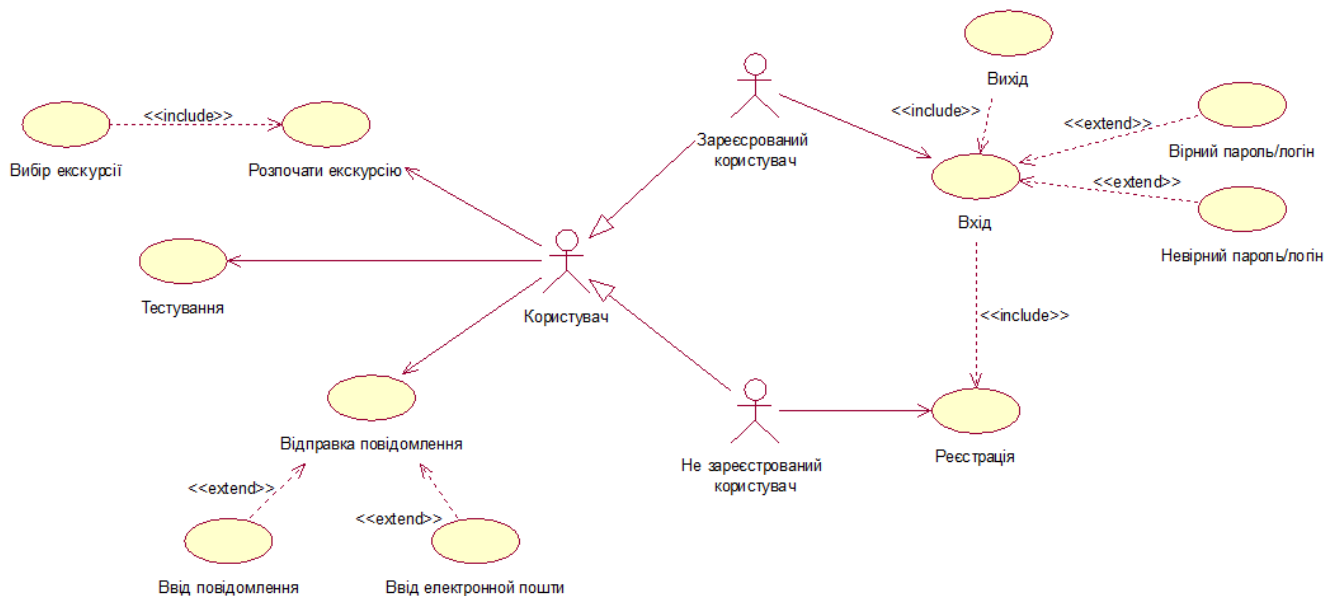 Вихід
<<include>>
<<include>>
<<extend>>
Вибір екскурсії
Розпочати екскурсію
Зареєсрований
користувач
Вірний пароль/логін
<<extend>>
Вхід
Невірний пароль/логін
Тестування
Користувач
<<include>>
Відправка повідомлення
Не зареєстрований
користувач
Реєстрація
<<extend>>
<<extend>>
Ввід повідомлення
Ввід електронной пошти